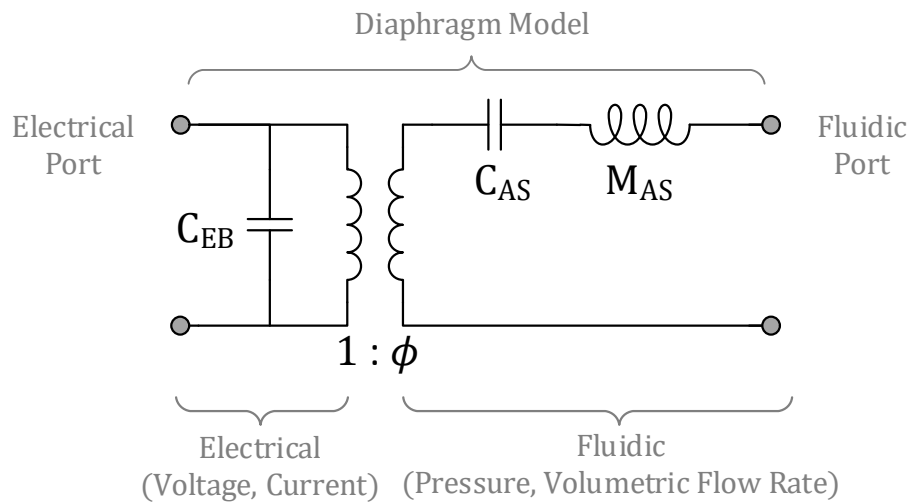 Diaphragm Model
Electrical
Port
Fluidic
Port
C_AS
M_AS
C_EB
1 : ϕ
Electrical
(Voltage, Current)
Fluidic
(Pressure, Volumetric Flow Rate)